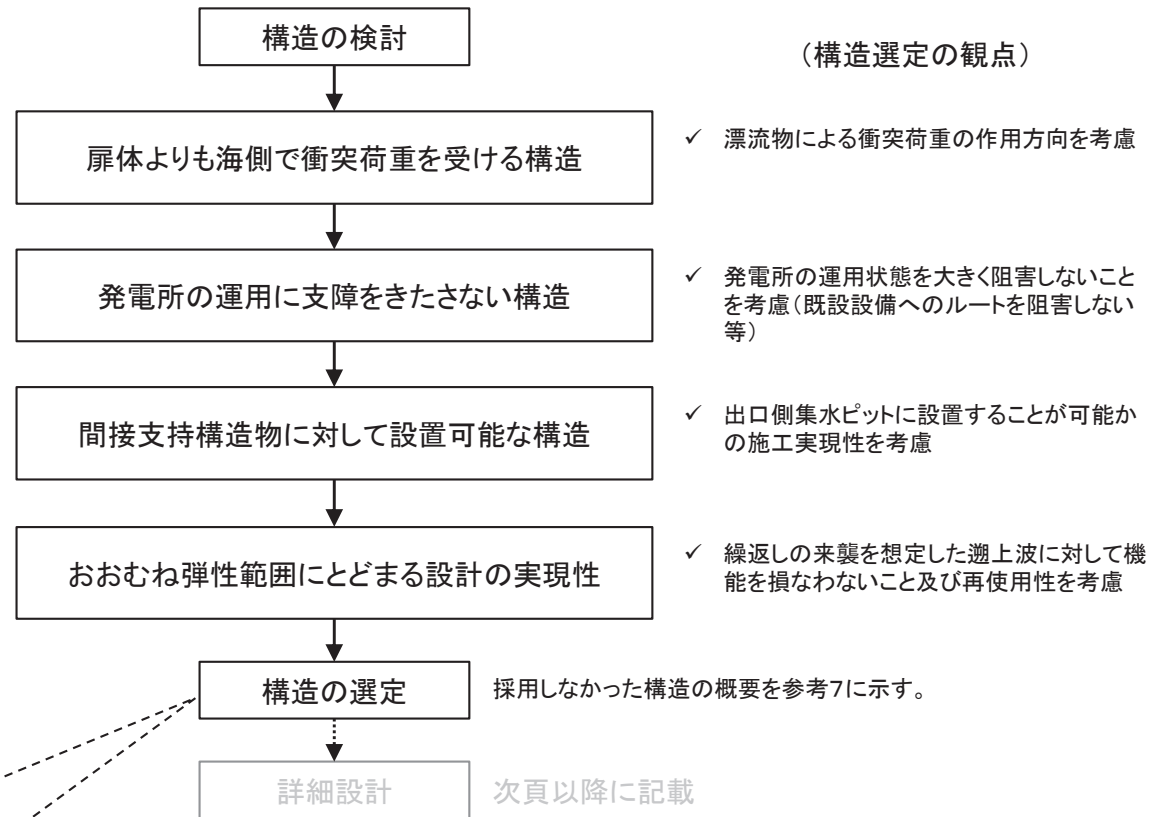 構造の検討
（構造選定の観点）
扉体よりも海側で衝突荷重を受ける構造
✓ 漂流物による衝突荷重の作用方向を考慮
発電所の運用に支障をきたさない構造
✓ 発電所の運用状態を大きく阻害しないこと
を考慮（既設設備へのルートを阻害しない
等）
間接支持構造物に対して設置可能な構造
✓ 出口側集水ピットに設置することが可能か
の施工実現性を考慮
おおむね弾性範囲にとどまる設計の実現性
✓ 繰返しの来襲を想定した遡上波に対して機
能を損なわないこと及び再使用性を考慮
構造の選定
採用しなかった構造の概要を参考7に示す。
詳細設計
次頁以降に記載